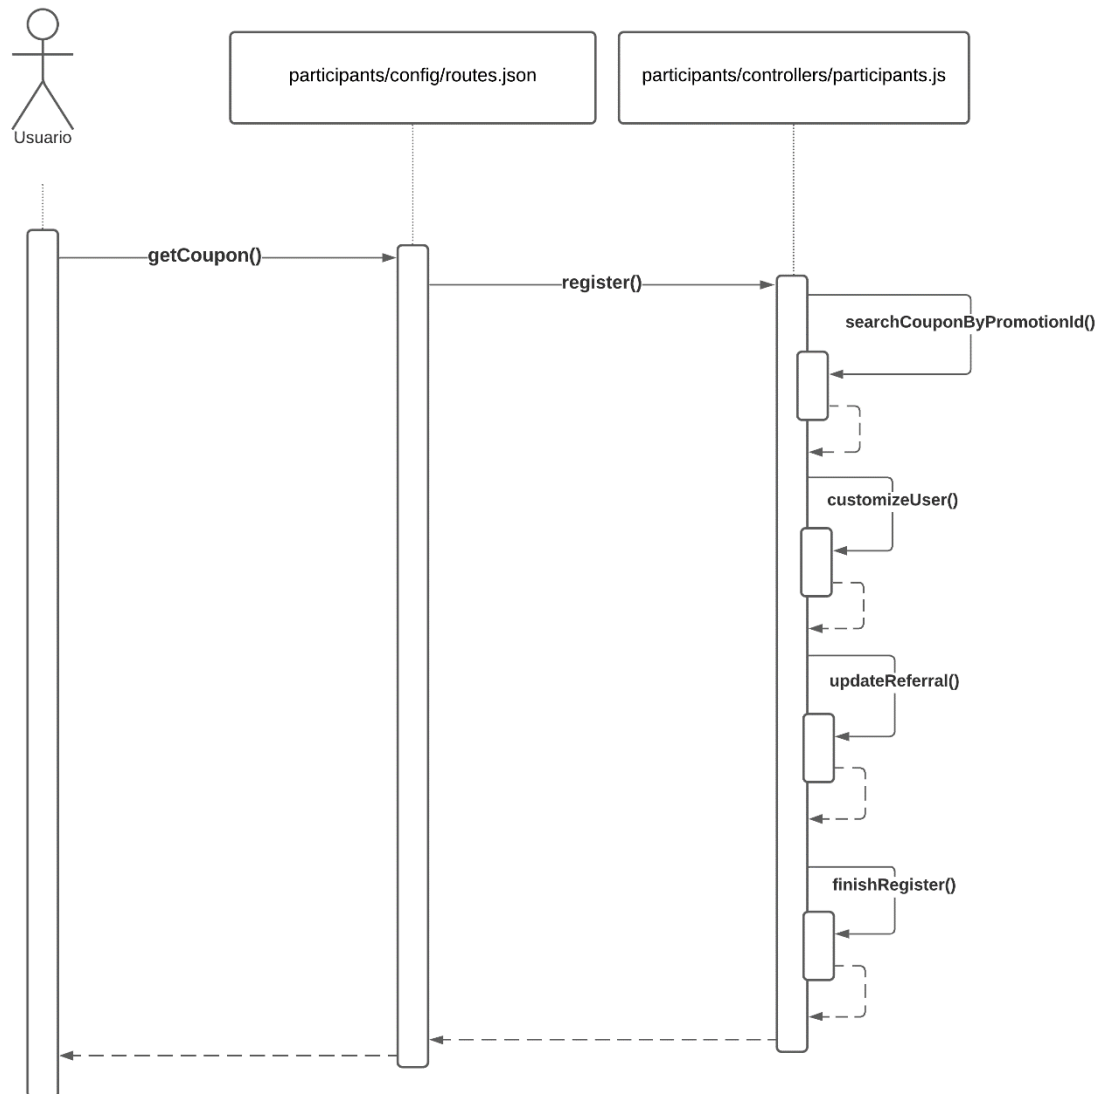 participants/config/routes.json
participants/controllers/participants.js
Usuario
getCoupon()
register()
searchCouponByPromotionId()
customizeUser()
updateReferral()
finishRegister()